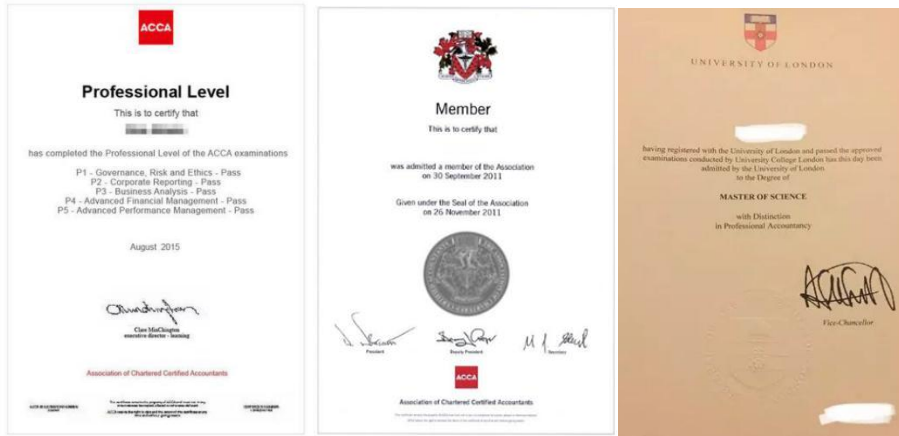 ACCA
Professional Level
This is to certify that
has completed the Professional Level of the ACCA examinations
P1 - Governance, Risk and Ethics - Pass
P2 - Corporate Reporting - Pass
P3 - Business Analysis - Pass
P4 - Advanced Financial Management - Pass
P5 - Advanced Performance Management - Pass
August 2015
executive director - learning
Association of Chartered Certified Accountants
Member
This is to certify that
was admitted a member of the Association
on 30 September 2011
Given under the Seal of the Association
on 26 November 2011
President
Deputy President
Secretary
ACCA
Association of Chartered Certified Accountants
UNIVERSITY OF LONDON
having registered with the University of London and passed the approved
examinations conducted by University College London has this day been
admitted by the University of London
to the Degree of
MASTER OF SCIENCE
with Distinction
in Professional Accountancy
Vice-Chancellor